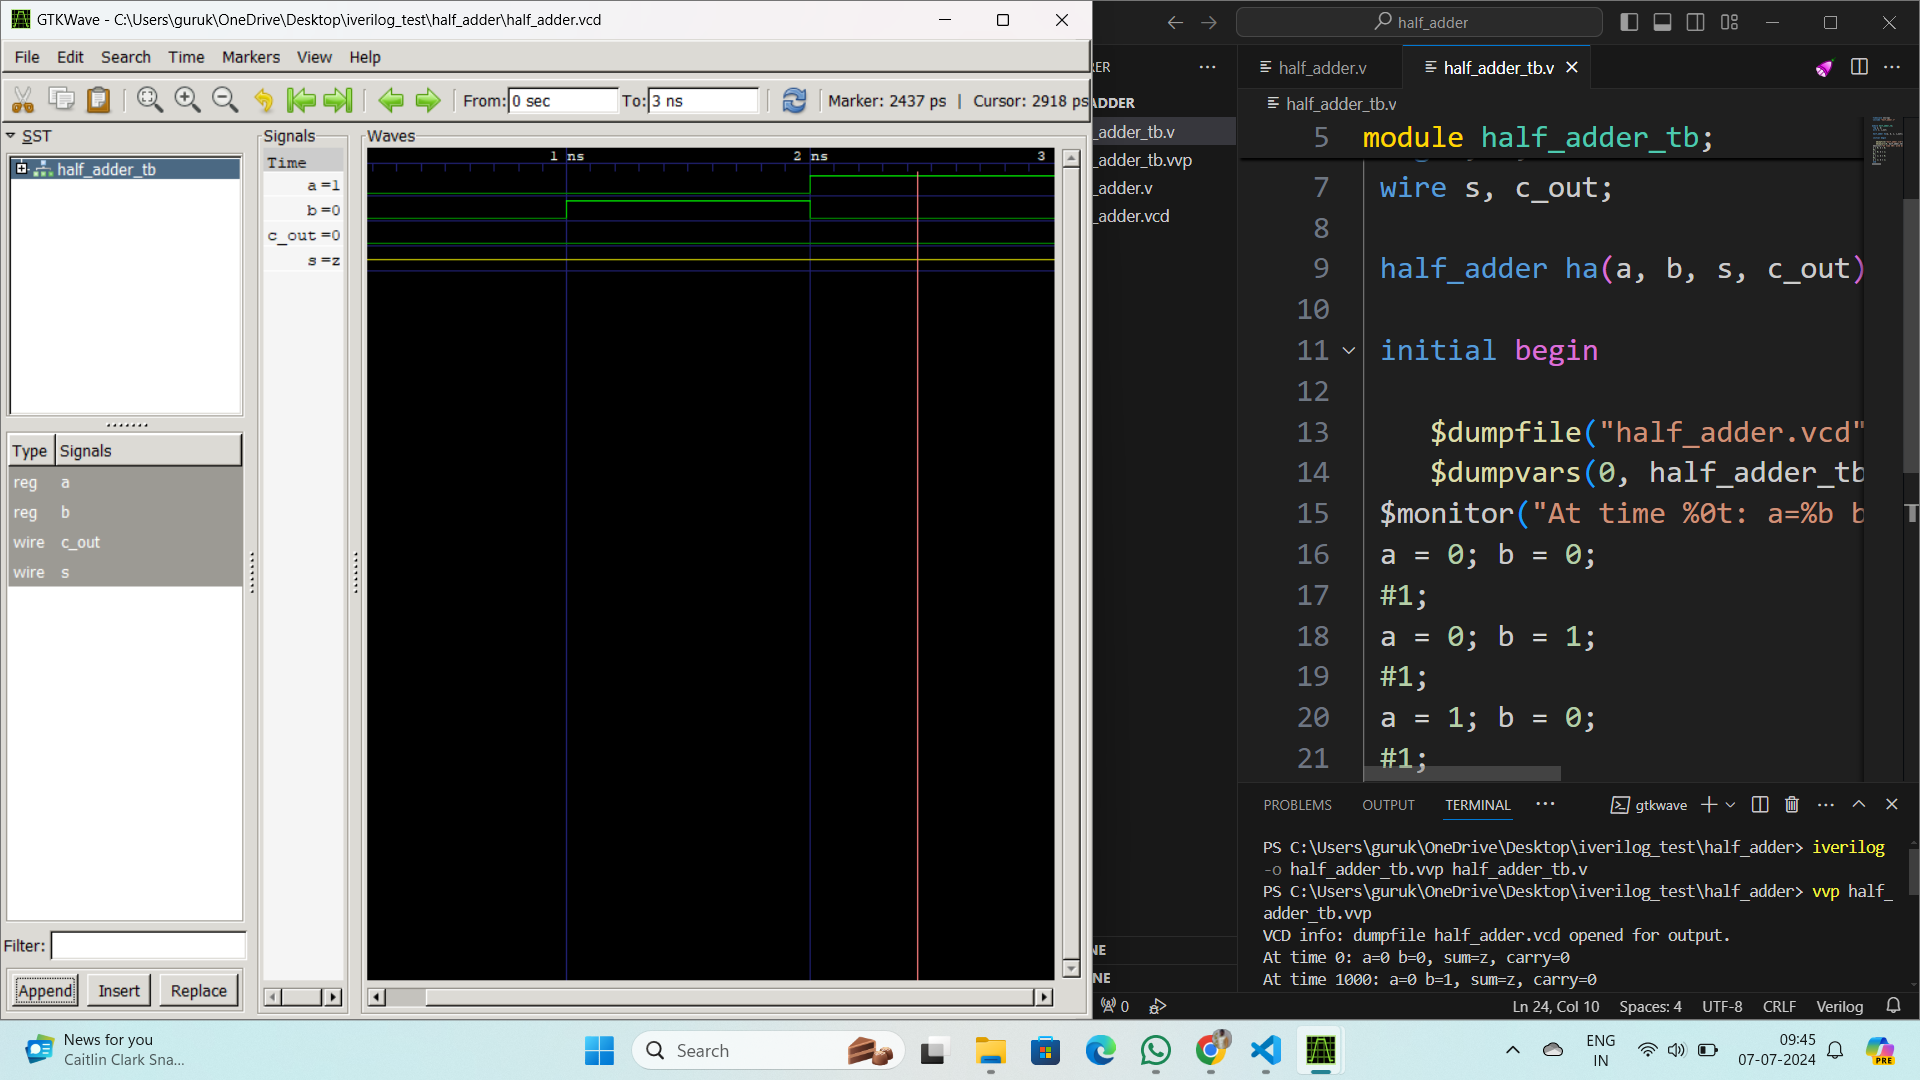 GTKWave - C:\Users\guruk\OneDrive\Desktop\iverilog_test\half_adder\half_adder.vcd
File Edit Search Time Markers View Help
From: 0 sec To: 3 ns Marker: 2437 ps | Cursor: 2918 ps
SST
half_adder_tb
Type Signals
reg a
reg b
wire c_out
wire s
Filter:
Append Insert Replace
Signals
Time
a =1
b =0
c_out =0
s =z
Waves
1 ns 2 ns 3
half_adder
RER
ADDER
_adder_tb.v
_adder_tb.vvp
_adder.v
_adder.vcd
NE
NE
half_adder.v half_adder_tb.v
half_adder_tb.v
5 module half_adder_tb;
7 wire s, c_out;
8
9 half_adder ha(a, b, s, c_out)
10
11 initial begin
12
13 $dumpfile("half_adder.vcd"
14 $dumpvars(0, half_adder_tb
15 $monitor("At time %0t: a=%b b
16 a = 0; b = 0;
17 #1;
18 a = 0; b = 1;
19 #1;
20 a = 1; b = 0;
21 #1;
PROBLEMS OUTPUT TERMINAL gtkwave
PS C:\Users\guruk\OneDrive\Desktop\iverilog_test\half_adder> iverilog
-o half_adder_tb.vvp half_adder_tb.v
PS C:\Users\guruk\OneDrive\Desktop\iverilog_test\half_adder> vvp half_
adder_tb.vvp
VCD info: dumpfile half_adder.vcd opened for output.
At time 0: a=0 b=0, sum=z, carry=0
At time 1000: a=0 b=1, sum=z, carry=0
0 Ln 24, Col 10 Spaces: 4 UTF-8 CRLF Verilog
News for you
Caitlin Clark Sna...
Search
ENG
IN
09:45
07-07-2024
PRE